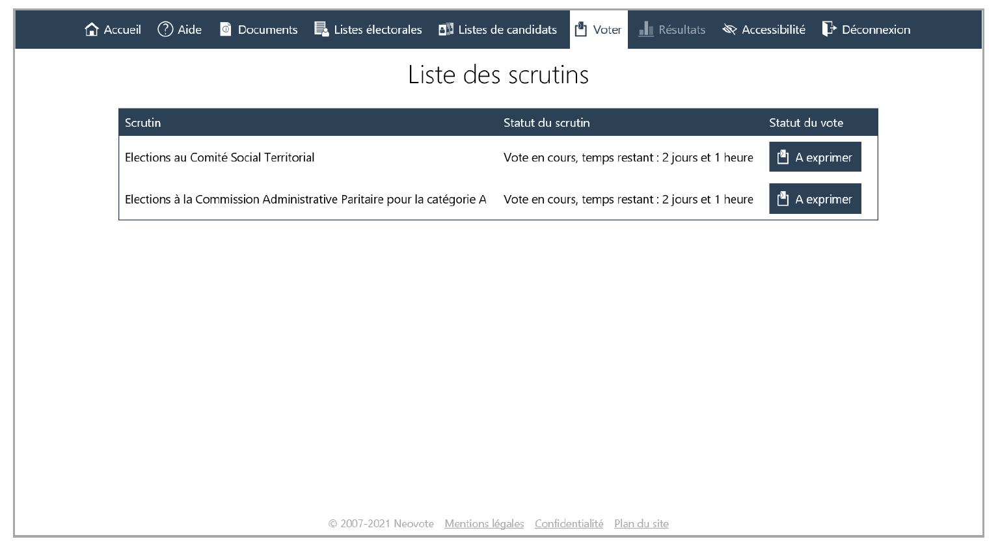 Accueil Aide Documents Listes électorales Listes de candidats Voter Résultats Accessibilité Déconnexion
Liste des scrutins
Scrutin Statut du scrutin Statut du vote
Elections au Comité Social Territorial Vote en cours, temps restant : 2 jours et 1 heure A exprimer
Elections à la Commission Administrative Paritaire pour la catégorie A Vote en cours, temps restant : 2 jours et 1 heure A exprimer
© 2007-2021 Neovote Mentions légales Confidentialité Plan du site